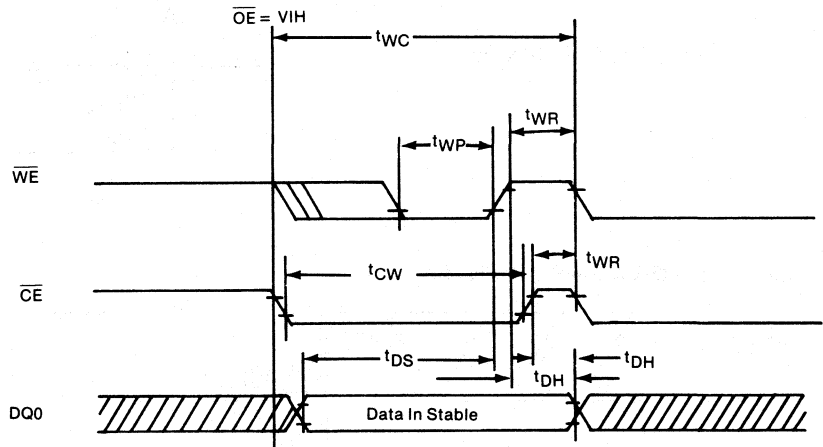 OE = VIH
tWC
tWR
tWP
WE
tWR
tCW
CE
tDS
tDH
tDH
DQ0
Data In Stable